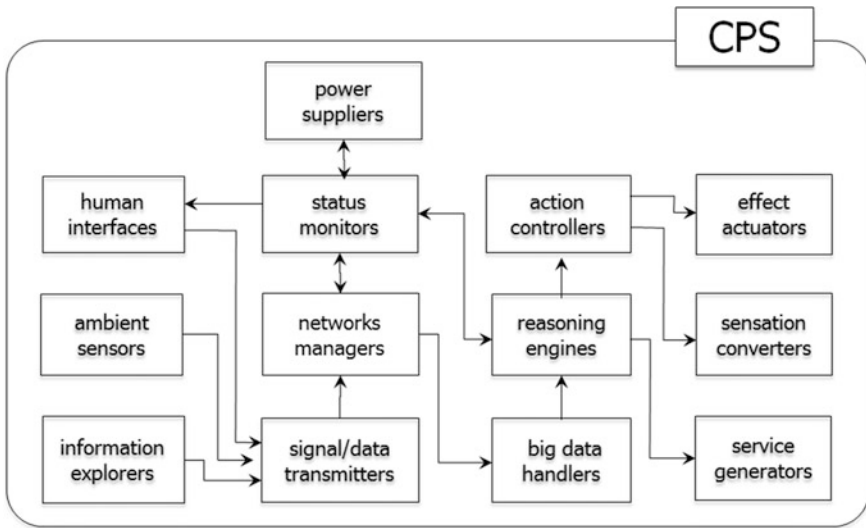 CPS
power
suppliers
human
interfaces
status
monitors
action
controllers
effect
actuators
ambient
sensors
networks
managers
reasoning
engines
sensation
converters
information
explorers
signal/data
transmitters
big data
handlers
service
generators